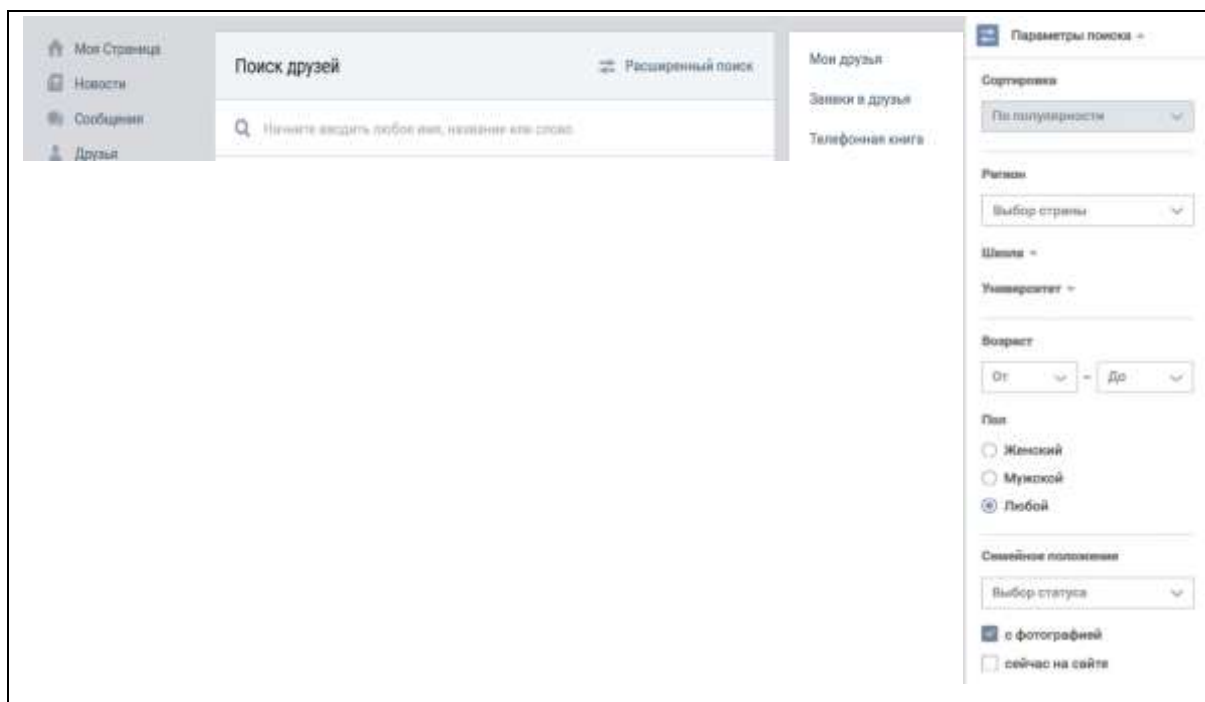 Моя Страница
Новости
Сообщения
Друзья
Поиск друзей
Расширенный поиск
Начните вводить любое имя, название или слово
Мои друзья
Заявки в друзья
Телефонная книга
Параметры поиска
Сортировка
По популярности
Регион
Выбор страны
Школа
Университет
Возраст
От – До
Пол
Женский
Мужской
Любой
Семейное положение
Выбор статуса
с фотографией
сейчас на сайте